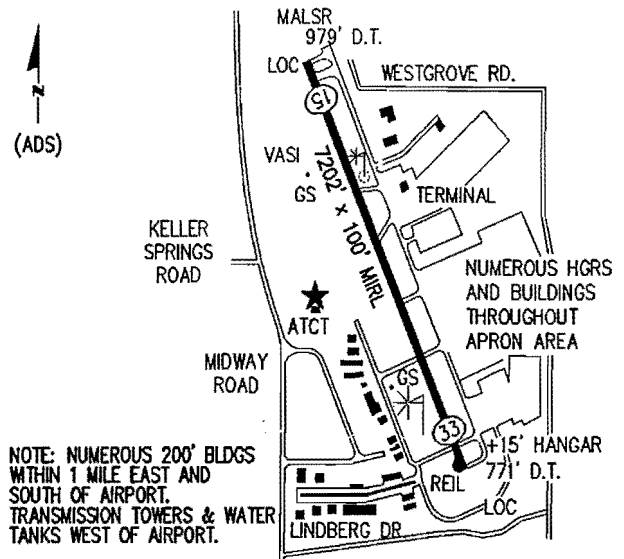 MALSR
979' D.T.
LOC
WESTGROVE RD.
15
N
(ADS)
VASI
GS
7202' x 100' MIRL
TERMINAL
KELLER
SPRINGS
ROAD
NUMEROUS HGRS
AND BUILDINGS
THROUGHOUT
APRON AREA
ATCT
MIDWAY
ROAD
GS
33
+15' HANGAR
771' D.T.
REIL
LOC
NOTE: NUMEROUS 200' BLDGS
WITHIN 1 MILE EAST AND
SOUTH OF AIRPORT.
TRANSMISSION TOWERS & WATER
TANKS WEST OF AIRPORT.
LINDBERG DR